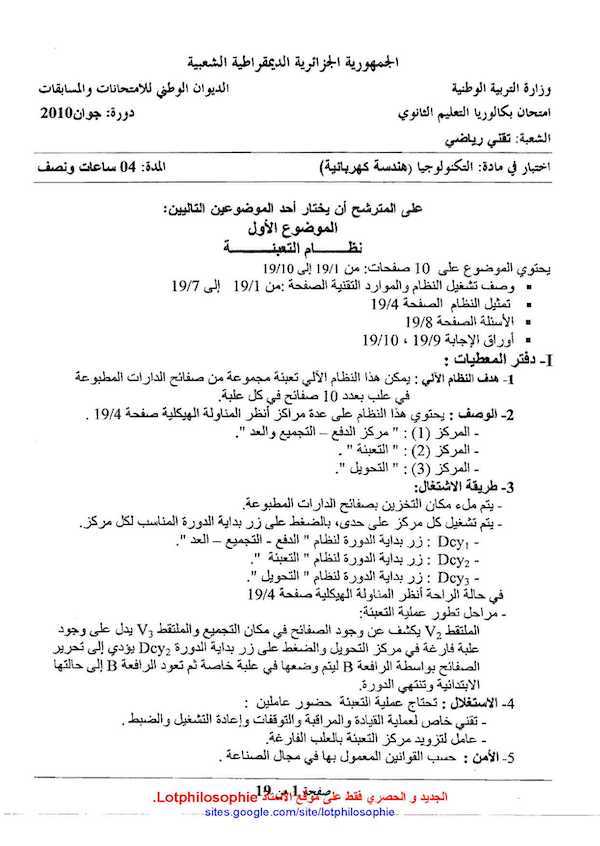 الجمهورية الجزائرية الديمقراطية الشعبية
وزارة التربية الوطنية الديوان الوطني للامتحانات والمسابقات
امتحان بكالوريا التعليم الثانوي دورة: جوان2010
الشعبة: تقني رياضي
اختبار في مادة: التكنولوجيا (هندسة كهربائية) المدة: 04 ساعات ونصف
على المترشح أن يختار أحد الموضوعين التاليين:
الموضوع الأول
نظـــام التعبئـــــــة
يحتوي الموضوع على 10 صفحات: من 19/1 إلى 19/10
▪ وصف تشغيل النظام والموارد التقنية الصفحة :من 19/1 إلى 19/7
▪ تمثيل النظام الصفحة 19/4
▪ الأسئلة الصفحة 19/8
▪ أوراق الإجابة 19/9 ، 19/10
I- دفتر المعطيات :
1- هدف النظام الآلي : يمكن هذا النظام الآلي تعبئة مجموعة من صفائح الدارات المطبوعة
في علب بعدد 10 صفائح في كل علبة.
2- الوصف : يحتوي هذا النظام على عدة مراكز أنظر المناولة الهيكلية صفحة 19/4 .
- المركز (1) : " مركز الدفع – التجميع والعد ".
- المركز (2) : " التعبئة " .
- المركز (3) : " التحويل ".
3- طريقة الاشتغال:
- يتم ملء مكان التخزين بصفائح الدارات المطبوعة.
- يتم تشغيل كل مركز على حدى، بالضغط على زر بداية الدورة المناسب لكل مركز.
- Dcy1 : زر بداية الدورة لنظام " الدفع - التجميع – العد ".
- Dcy2 : زر بداية الدورة لنظام " التعبئة ".
- Dcy3 : زر بداية الدورة لنظام " التحويل ".
في حالة الراحة أنظر المناولة الهيكلية صفحة 19/4
- مراحل تطور عملية التعبئة:
الملتقط V2 يكشف عن وجود الصفائح في مكان التجميع والملتقط V3 يدل على وجود
علبة فارغة في مركز التحويل والضغط على زر بداية الدورة Dcy2 يؤدي إلى تحرير
الصفائح بواسطة الرافعة B ليتم وضعها في علبة خاصة ثم تعود الرافعة B إلى حالتها
الابتدائية وتنتهي الدورة.
4- الاستغلال : تحتاج عملية التعبئة حضور عاملين :
- تقني خاص لعملية القيادة والمراقبة والتوقفات وإعادة التشغيل والضبط .
- عامل لتزويد مركز التعبئة بالعلب الفارغة.
5- الأمن : حسب القوانين المعمول بها في مجال الصناعة .
صفحة 1 من 19
الجديد و الحصري فقط على موقع الأستاذ Lotphilosophie.
sites.google.com/site/lotphilosophie